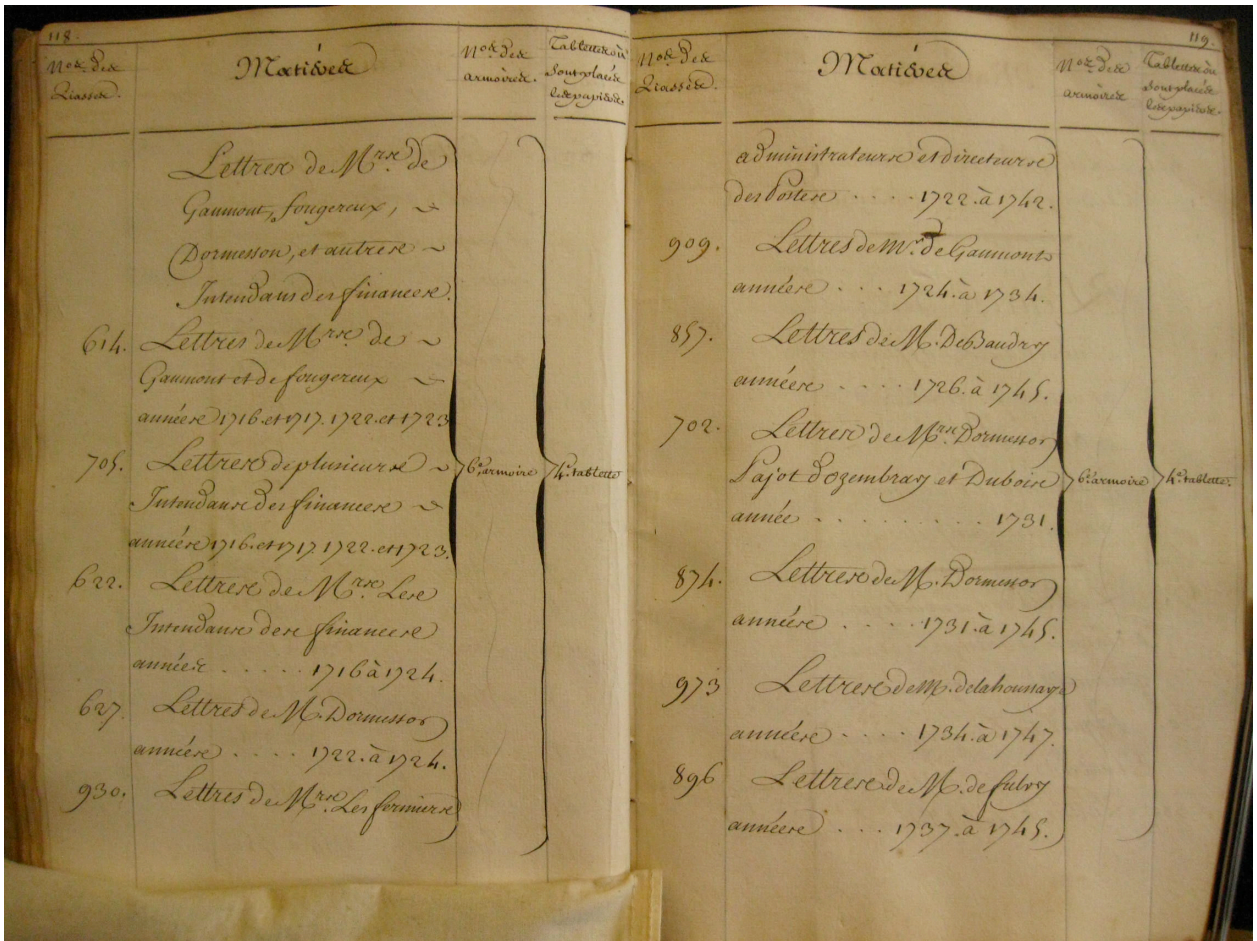 118.
Nos. des Liasses.
Matières
Nos. des armoires.
Tablettes où sont placés les papiers.
Lettres de Mrs. de
Gaumont, fougereux,
Dormesson, et autres
Intendans des finances.
614. Lettres de Mrs. de
Gaumont et de fougereux
années 1716. et 1717. 1722. et 1723
705. Lettres de plusieurs
Intendans des finances
années 1716. et 1717. 1722. et 1723.
6e. armoire
4e. tablette
622. Lettres de Mrs. Les
Intendans des finances
années . . . . . 1716 à 1724.
627. Lettres de M. Dormesson
années . . . . 1722. à 1724.
930. Lettres de Mrs. Les fermiers
119.
Nos. des Liasses.
Matières
Nos. des armoires
Tablettes où sont placés les papiers.
administrateurs et directeurs
des Postes . . . . 1722. à 1742.
909. Lettres de Mr. de Gaumont
années . . . 1724. à 1734.
857. Lettres de M. De Baudry
années . . . . 1726. à 1745.
702. Lettres de Mrs. Dormesson
Pajot Dozembray et Dubois
année . . . . . . . . . 1731.
6e. armoire
4e. tablette.
874. Lettres de M. Dormesson
années . . . . 1731. à 1745.
973 Lettres de M. delahoussaye
années . . . . 1734. à 1747.
896 Lettres de M. de fulvy
années . . . . 1737. à 1745.